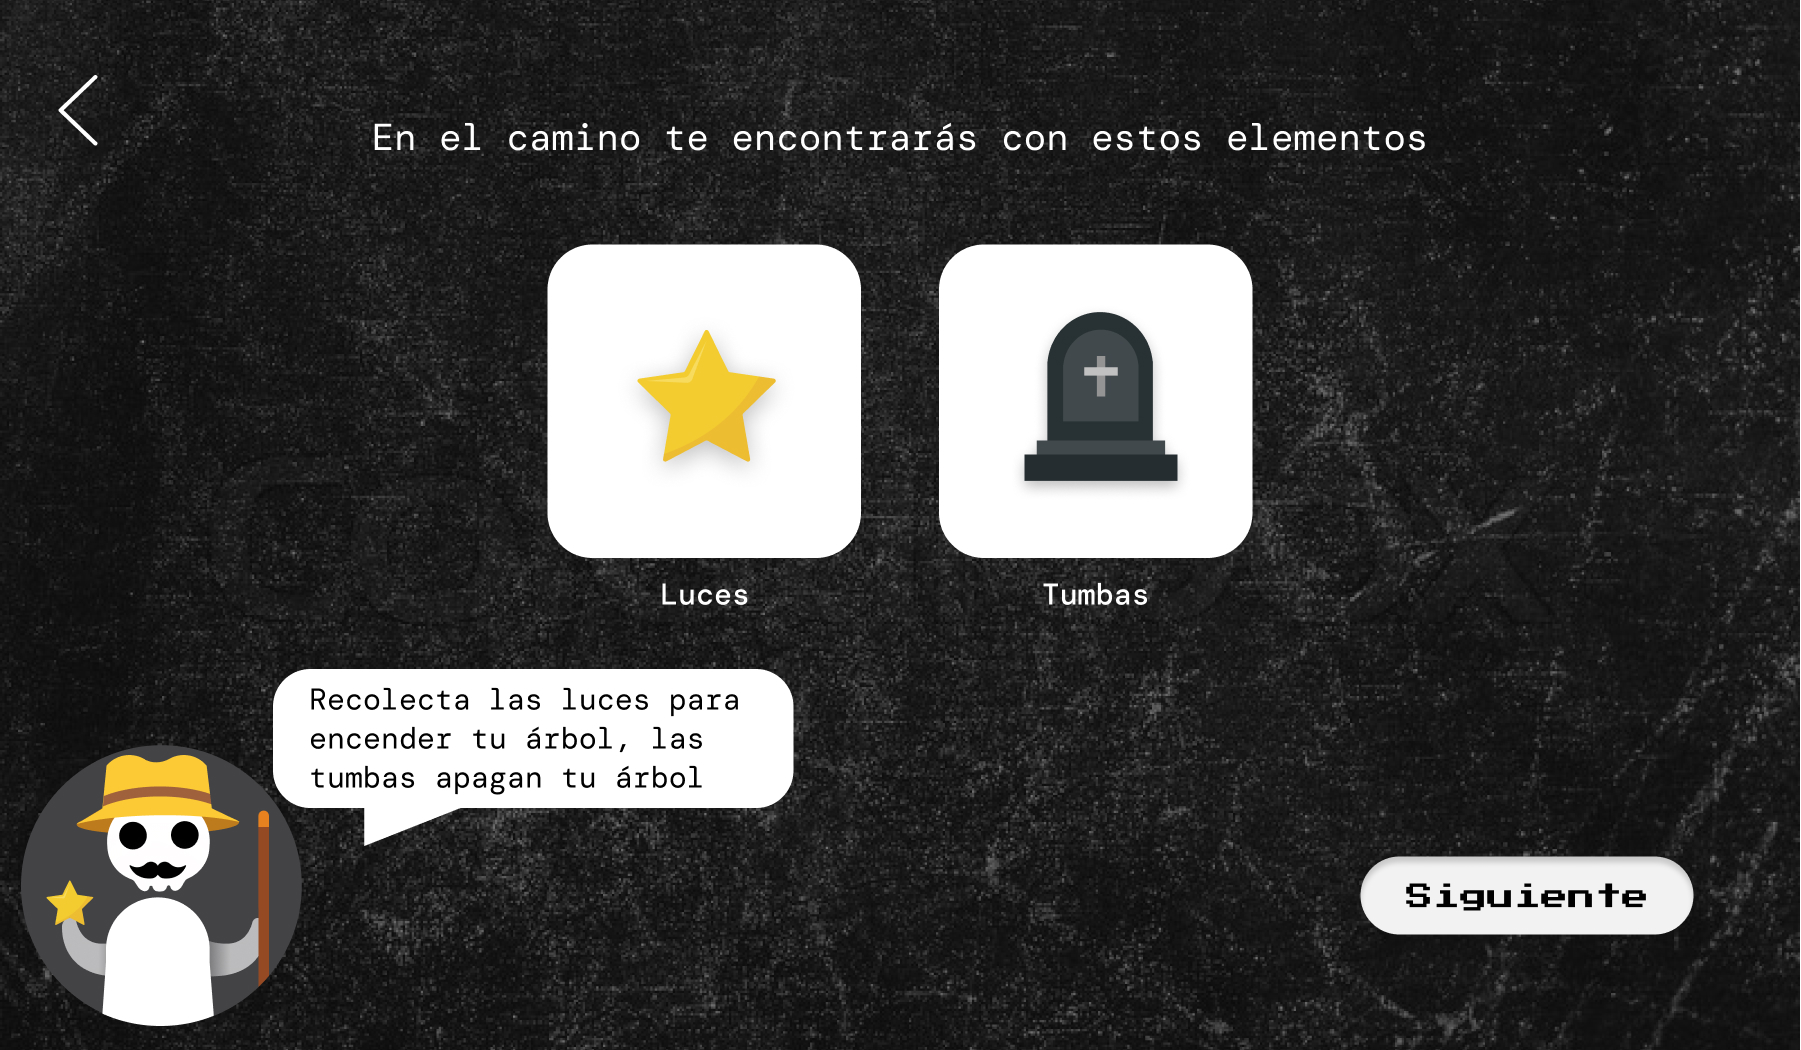 En el camino te encontrarás con estos elementos
Luces
Tumbas
Recolecta las luces para
encender tu árbol, las
tumbas apagan tu árbol
Siguiente